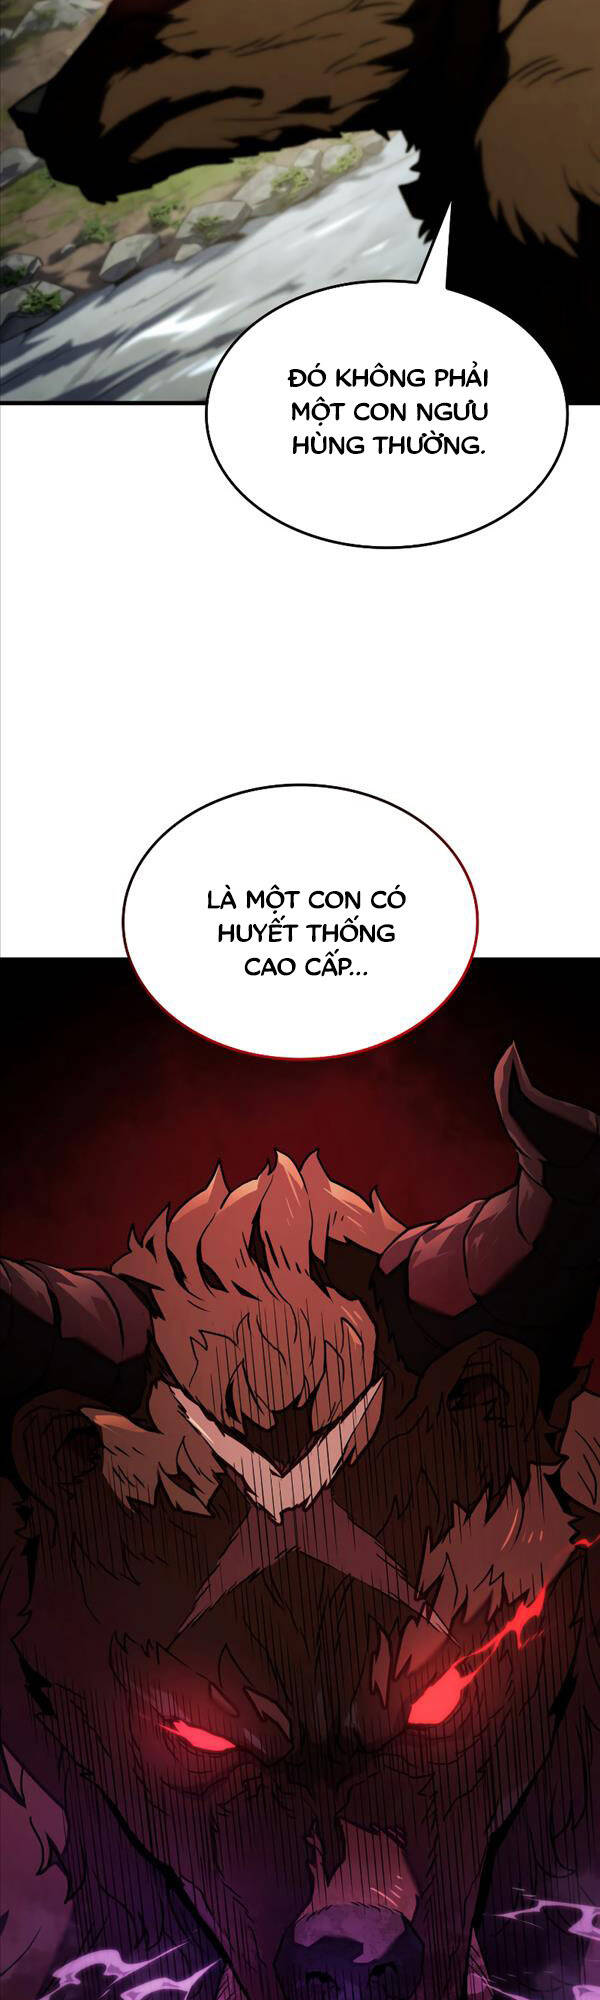 ĐÓ KHÔNG PHẢI
MỘT CON NGƯU
HÙNG THƯỜNG.
LÀ MỘT CON CÓ
HUYẾT THỐNG
CAO CẤP...